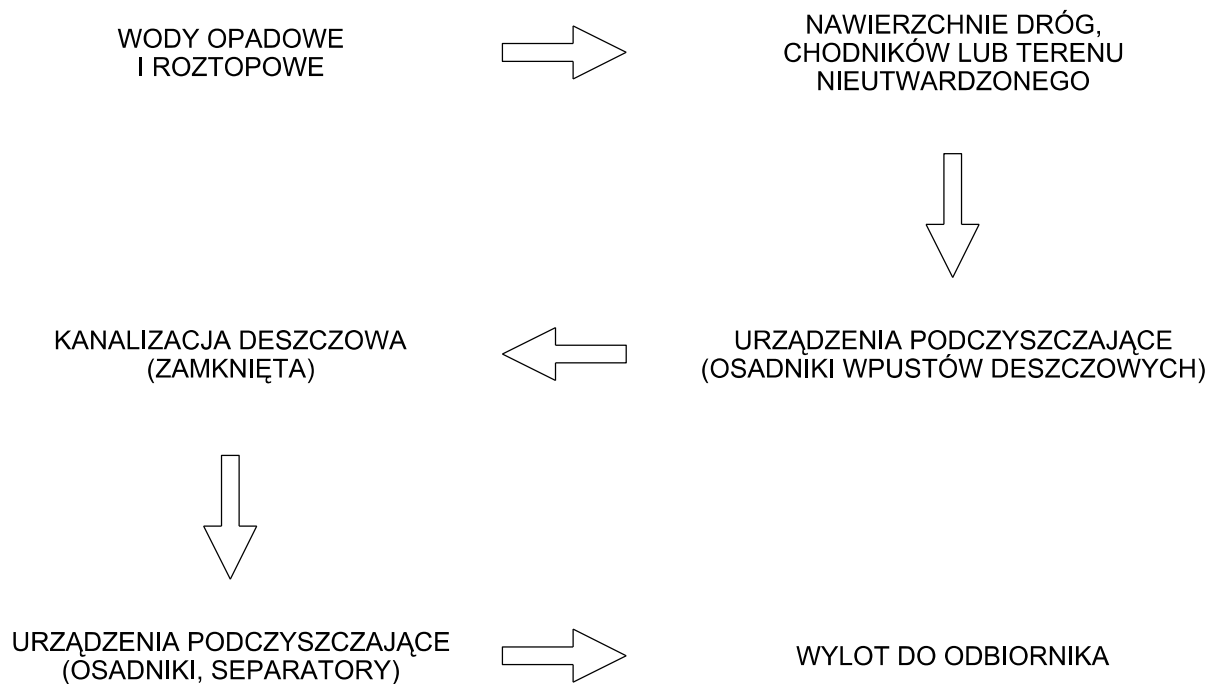 WODY OPADOWE
I ROZTOPOWE
NAWIERZCHNIE DRÓG,
CHODNIKÓW LUB TERENU
NIEUTWARDZONEGO
URZĄDZENIA PODCZYSZCZAJĄCE
(OSADNIKI WPUSTÓW DESZCZOWYCH)
KANALIZACJA DESZCZOWA
(ZAMKNIĘTA)
URZĄDZENIA PODCZYSZCZAJĄCE
(OSADNIKI, SEPARATORY)
WYLOT DO ODBIORNIKA